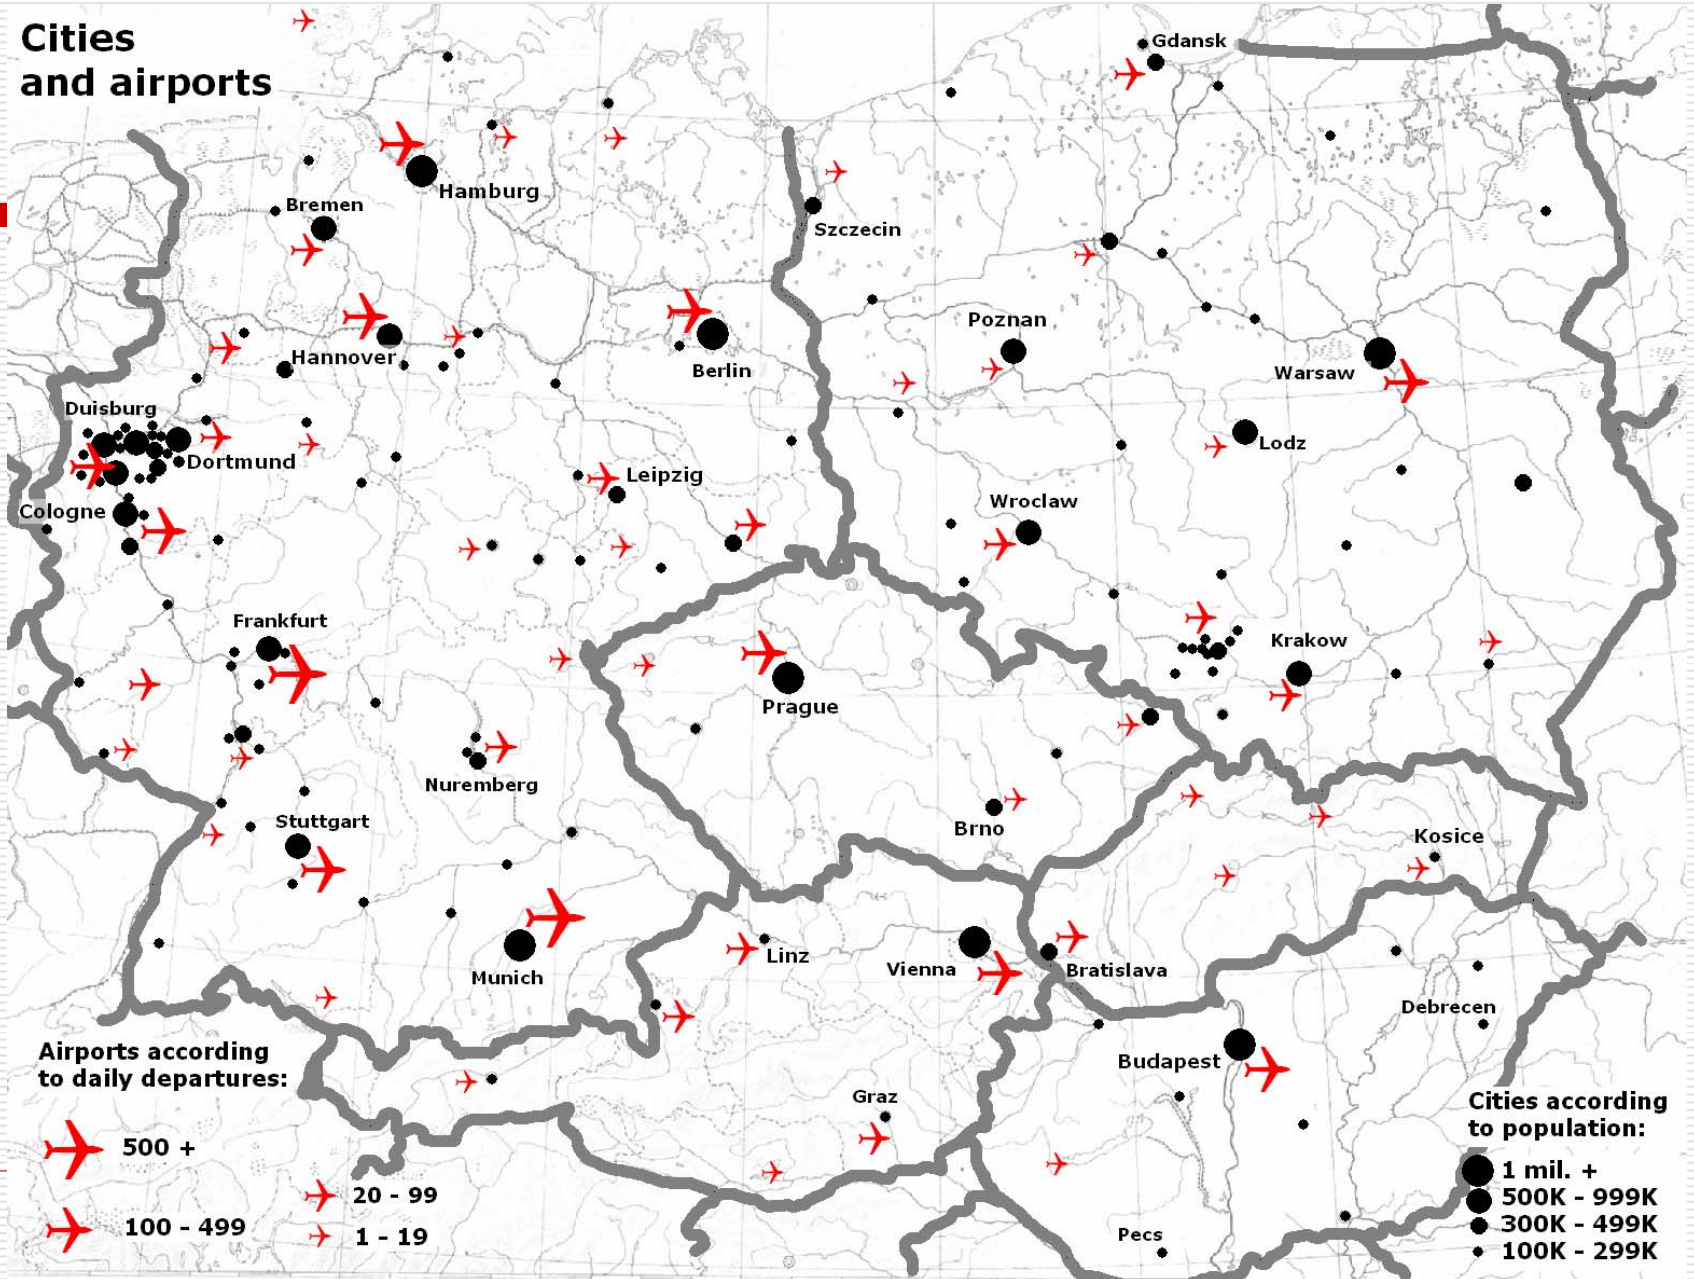 Cities
and airports
Gdansk
Hamburg
Bremen
Szczecin
Poznan
Hannover
Berlin
Warsaw
Duisburg
Lodz
Dortmund
Leipzig
Wroclaw
Cologne
Frankfurt
Krakow
Prague
Nuremberg
Stuttgart
Brno
Kosice
Linz
Vienna
Bratislava
Munich
Debrecen
Budapest
Graz
Pecs
Airports according
to daily departures:
500 +
20 - 99
100 - 499
1 - 19
Cities according
to population:
1 mil. +
500K - 999K
300K - 499K
100K - 299K